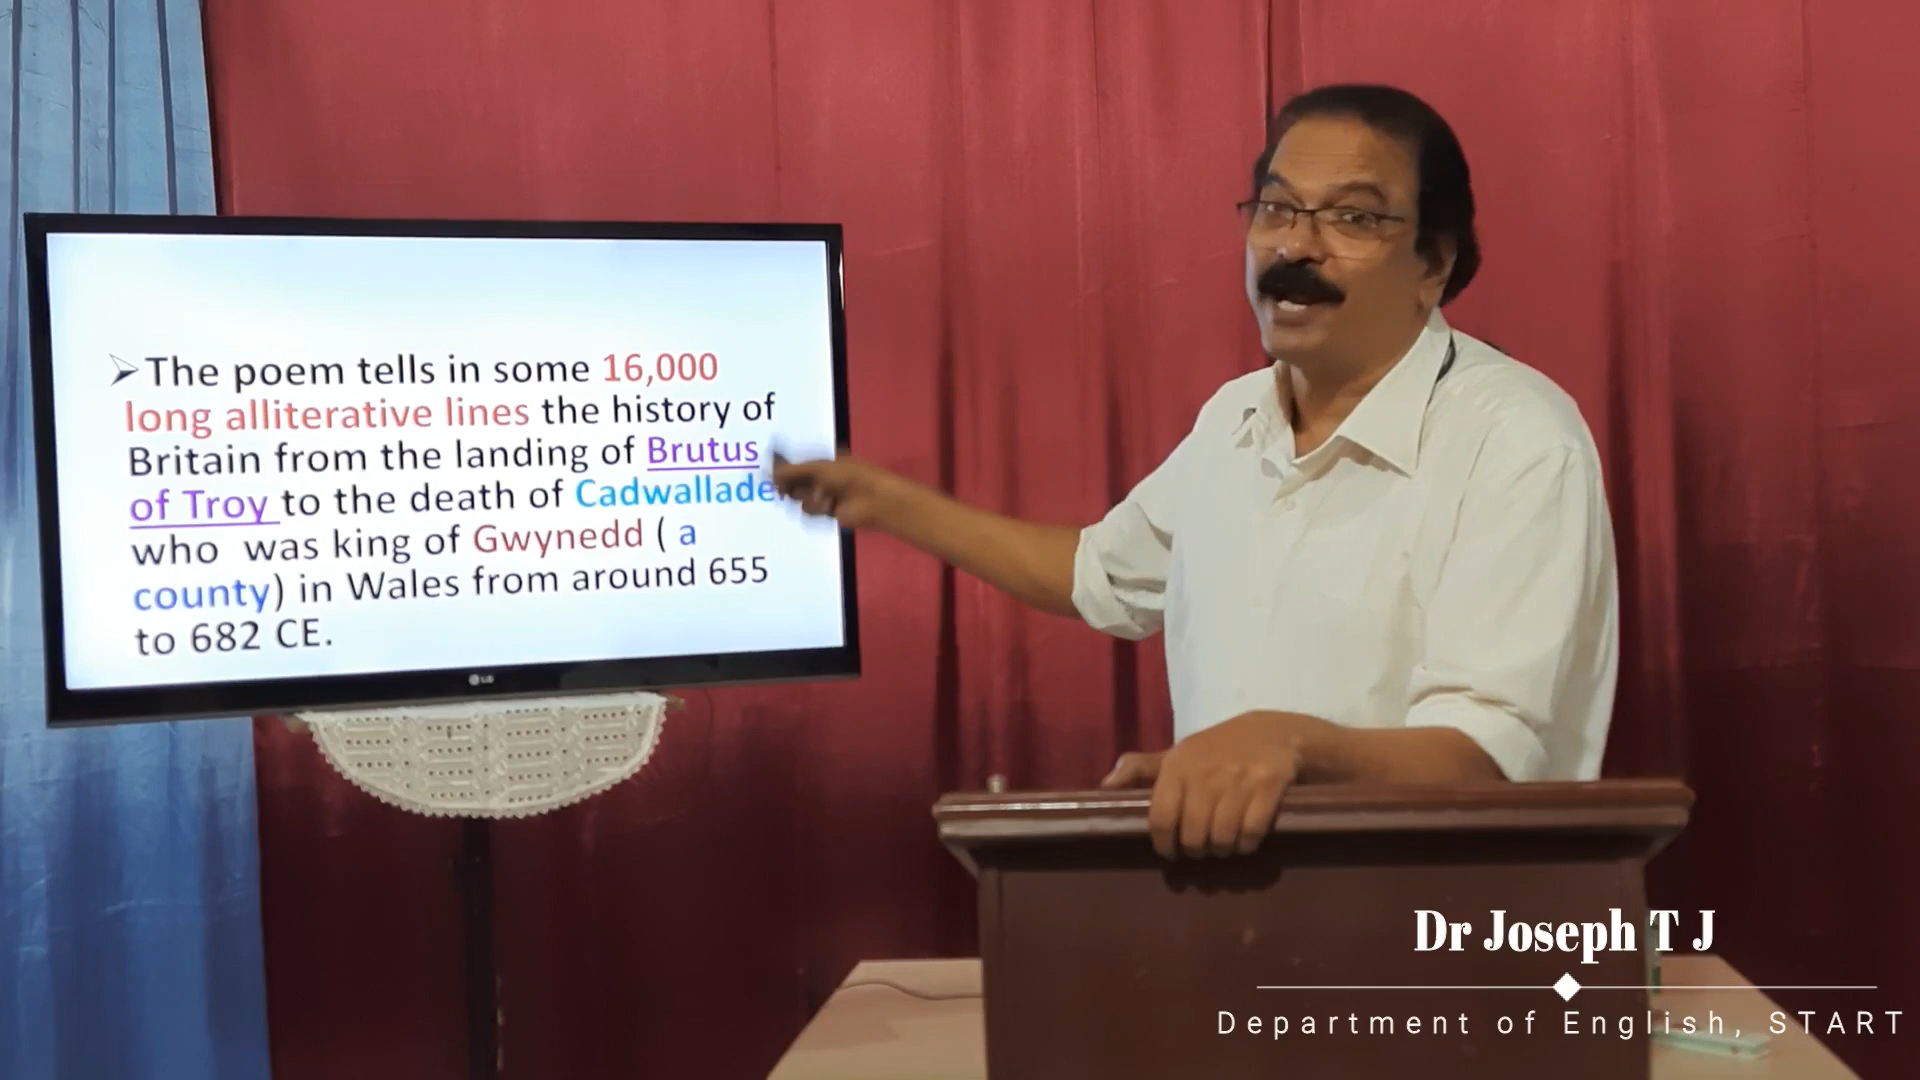 The poem tells in some 16,000
long alliterative lines the history of
Britain from the landing of Brutus
of Troy to the death of Cadwallader
who was king of Gwynedd ( a
county) in Wales from around 655
to 682 CE.
LG
Dr Joseph T J
Department of English, START